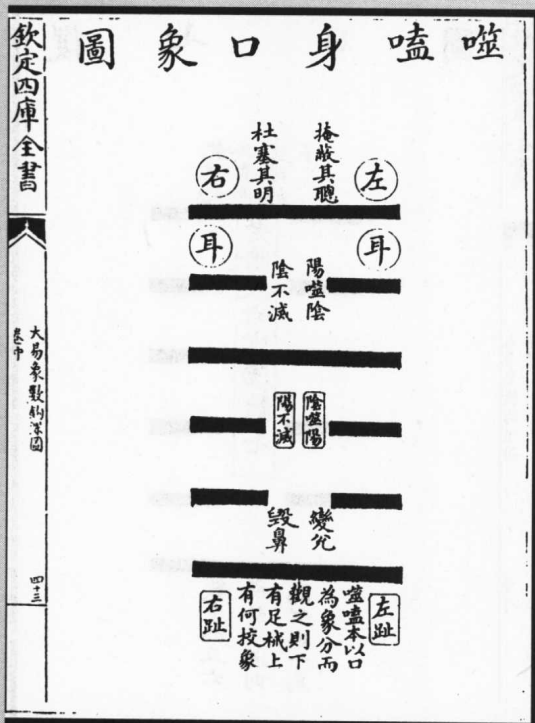 噬嗑身口象圖
掩蔽其聰
杜塞其明
左耳
右耳
陽噬陰
陰不滅
陰噬陽
陽不滅
變兊
毀鼻
左趾
噬嗑本以口
為象分而
觀之則下
有足械上
有何挍象
右趾
欽定四庫全書
大易象數鈎深圖
卷中
四十三